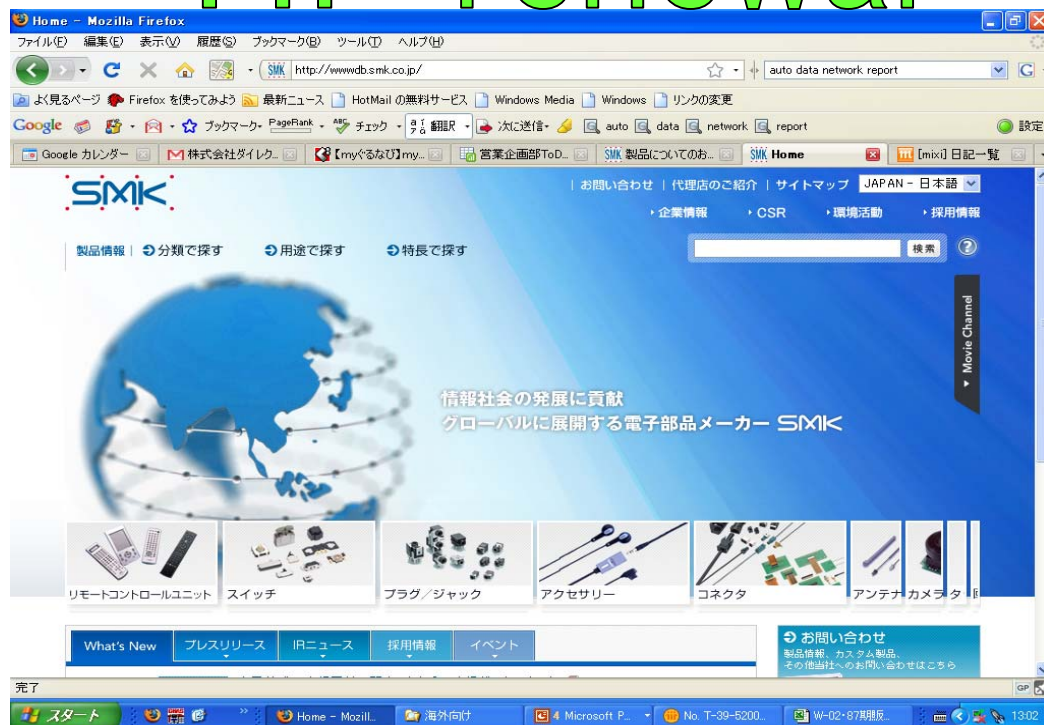 Home - Mozilla Firefox
ファイル(F) 編集(E) 表示(V) 履歴(S) ブックマーク(B) ツール(T) ヘルプ(H)
SMK http://wwwdb.smk.co.jp/ auto data network report G
よく見るページ Firefox を使ってみよう 最新ニュース HotMail の無料サービス Windows Media Windows リンクの変更
Google ブックマーク PageRank チェック 翻訳 次に送信 auto data network report 設定
Google カレンダー 株式会社ダイレク... 【myぐるなび】my... 営業企画部ToD... SMK 製品についてのお... SMK Home [mixi] 日記一覧
SMK
お問い合わせ | 代理店のご紹介 | サイトマップ JAPAN - 日本語
企業情報 CSR 環境活動 採用情報
製品情報 | 分類で探す 用途で探す 特長で探す 検索 ?
Movie Channel
情報社会の発展に貢献
グローバルに展開する電子部品メーカー SMK
リモートコントロールユニット スイッチ プラグ/ジャック アクセサリー コネクタ アンテナ カメラ タ
What's New プレスリリース IRニュース 採用情報 イベント
お問い合わせ
製品情報、カスタム製品、
その他当社へのお問い合わせはこちら
完了 GP
スタート Home - Mozill... 海外向け 4 Microsoft P... No. T-39-5200... W-02-87期販... 13:02